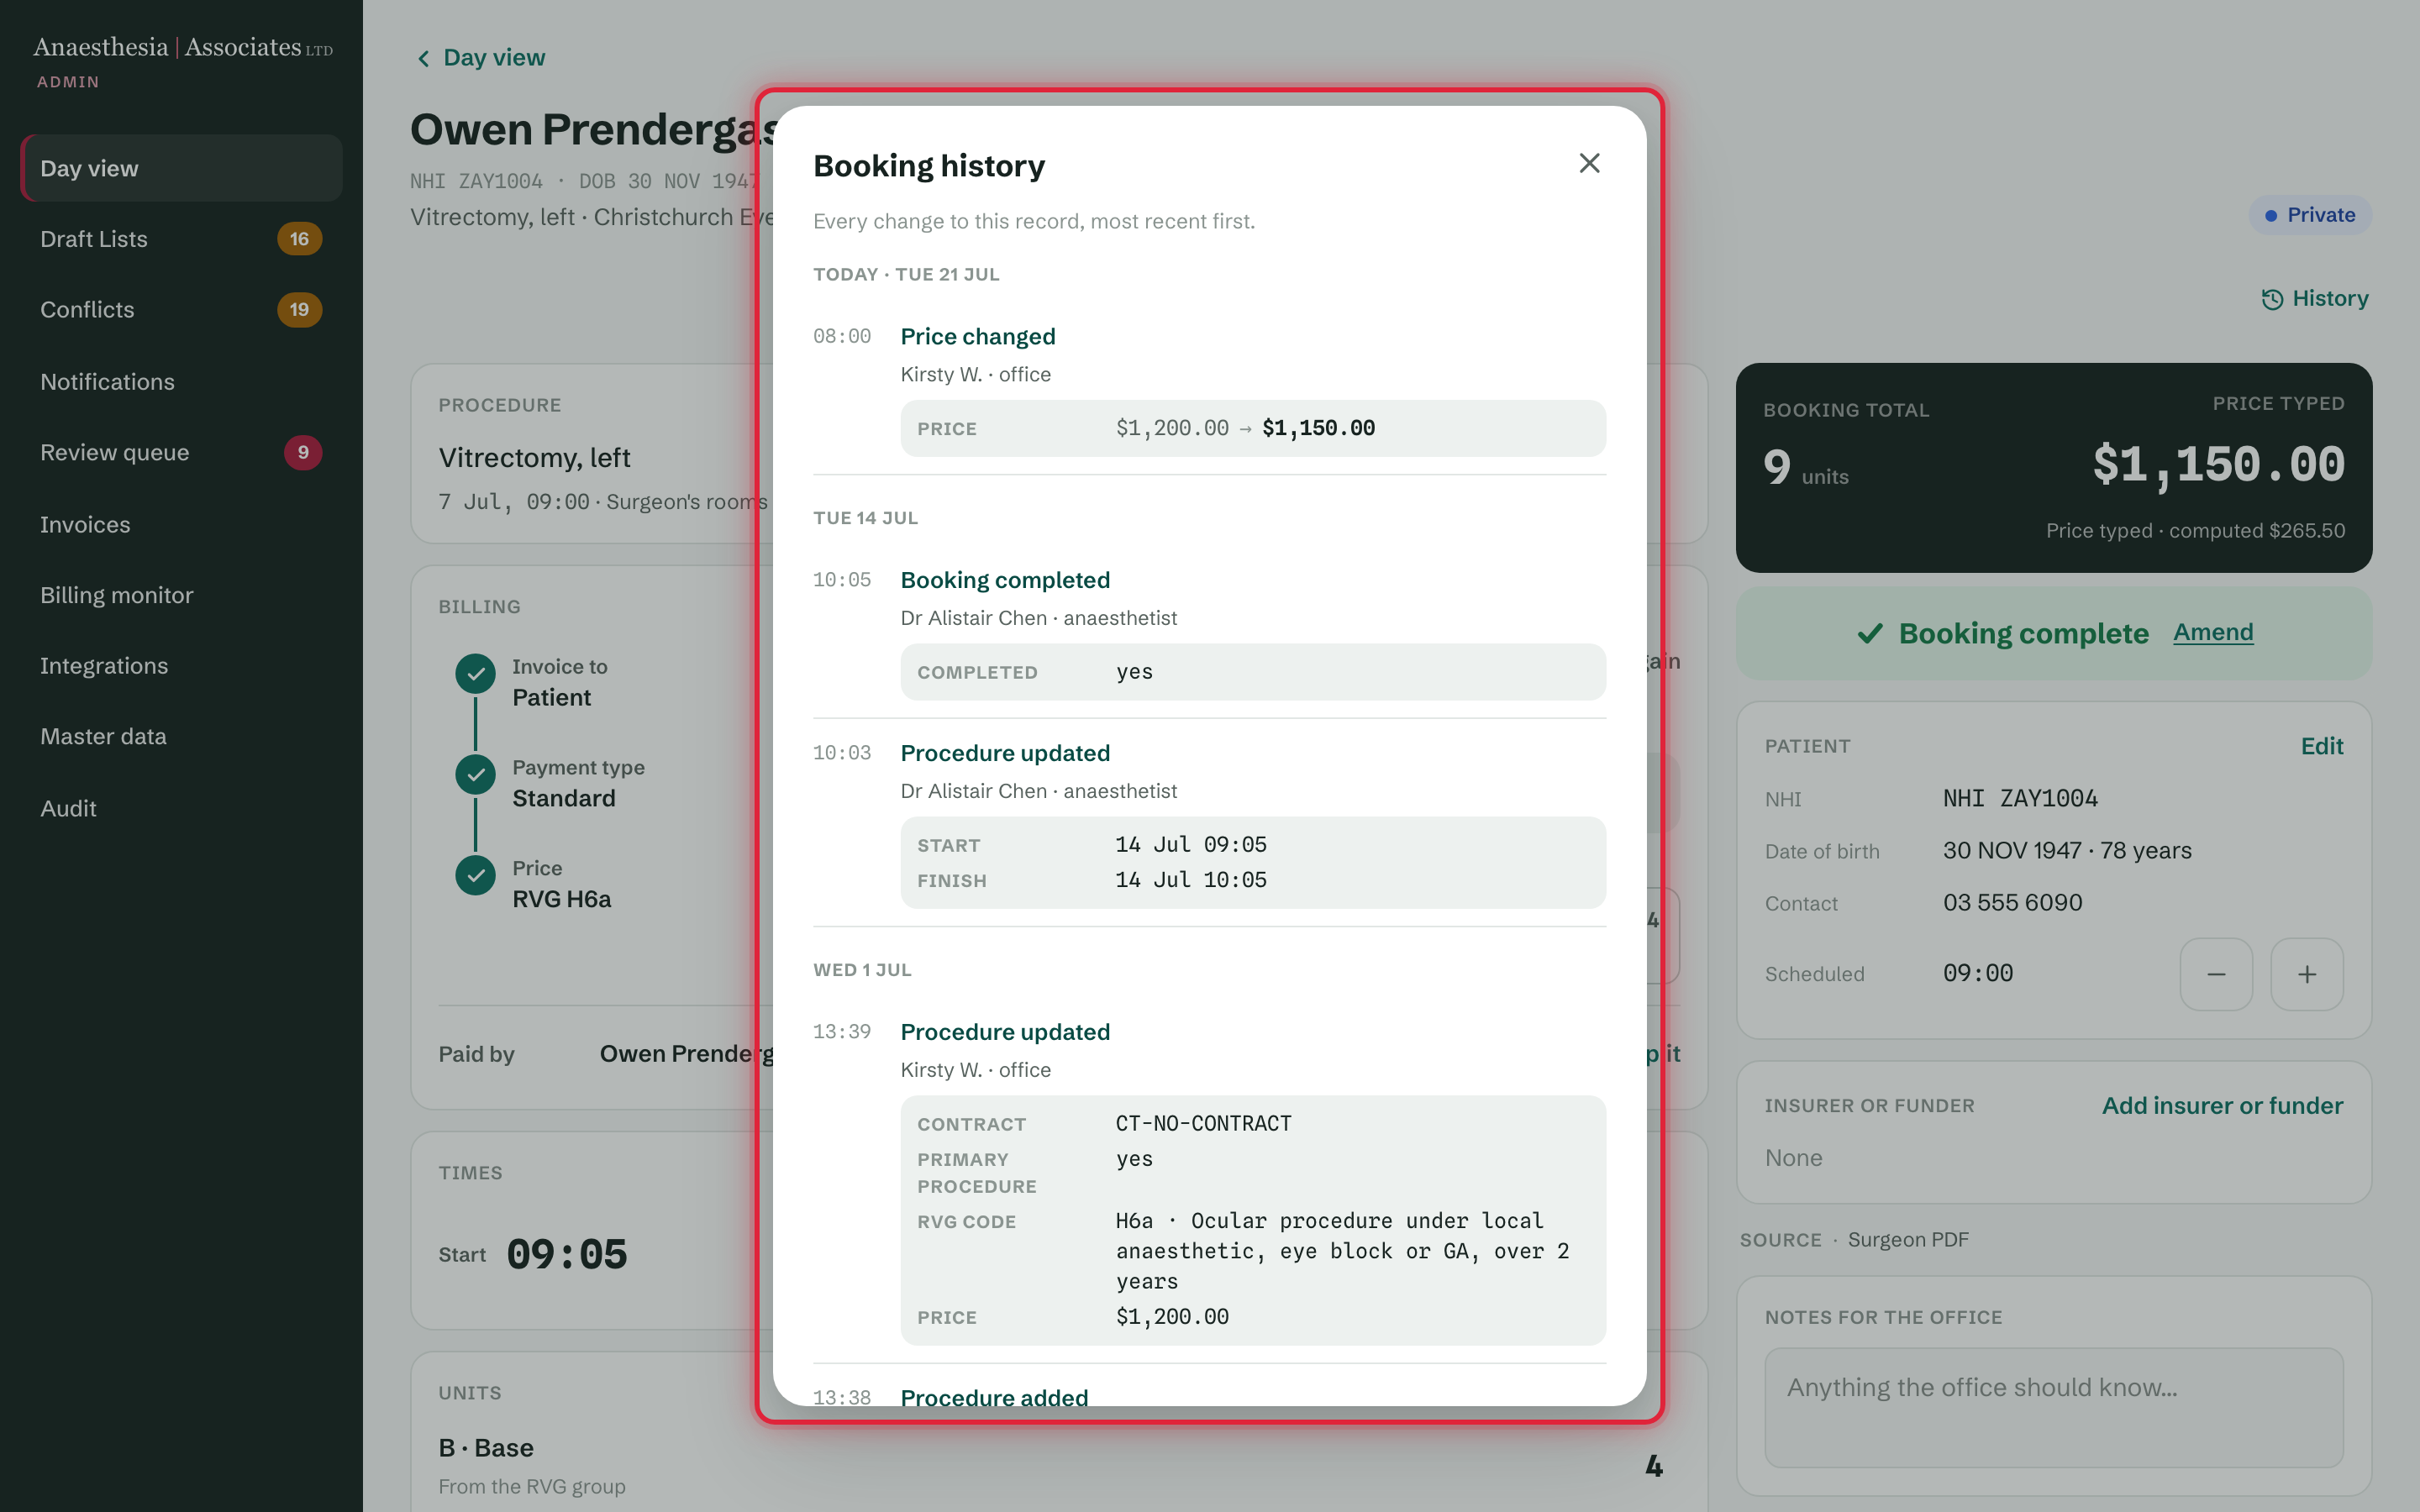 Anaesthesia | Associates LTD
ADMIN
Day view
Draft Lists 16
Conflicts 19
Notifications
Review queue 9
Invoices
Billing monitor
Integrations
Master data
Audit
Day view
Owen Prendergas
NHI ZAY1004 · DOB 30 NOV 1947
Vitrectomy, left · Christchurch Eye
Private
History
PROCEDURE
Vitrectomy, left
7 Jul, 09:00 · Surgeon's rooms
BILLING
Invoice to
Patient
Payment type
Standard
Price
RVG H6a
Paid by Owen Prenderg
TIMES
Start 09:05
UNITS
B · Base
From the RVG group
4
Booking history
Every change to this record, most recent first.
TODAY · TUE 21 JUL
08:00 Price changed
Kirsty W. · office
PRICE $1,200.00 → $1,150.00
TUE 14 JUL
10:05 Booking completed
Dr Alistair Chen · anaesthetist
COMPLETED yes
10:03 Procedure updated
Dr Alistair Chen · anaesthetist
START 14 Jul 09:05
FINISH 14 Jul 10:05
WED 1 JUL
13:39 Procedure updated
Kirsty W. · office
CONTRACT CT-NO-CONTRACT
PRIMARY PROCEDURE yes
RVG CODE H6a · Ocular procedure under local
anaesthetic, eye block or GA, over 2
years
PRICE $1,200.00
13:38 Procedure added
BOOKING TOTAL
9 units
PRICE TYPED
$1,150.00
Price typed · computed $265.50
Booking complete Amend
PATIENT Edit
NHI NHI ZAY1004
Date of birth 30 NOV 1947 · 78 years
Contact 03 555 6090
Scheduled 09:00 − +
INSURER OR FUNDER Add insurer or funder
None
SOURCE · Surgeon PDF
NOTES FOR THE OFFICE
Anything the office should know...